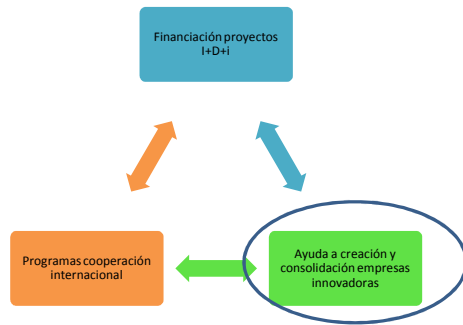 Financiación proyectos
I+D+i
Programas cooperación
internacional
Ayuda a creación y
consolidación empresas
innovadoras